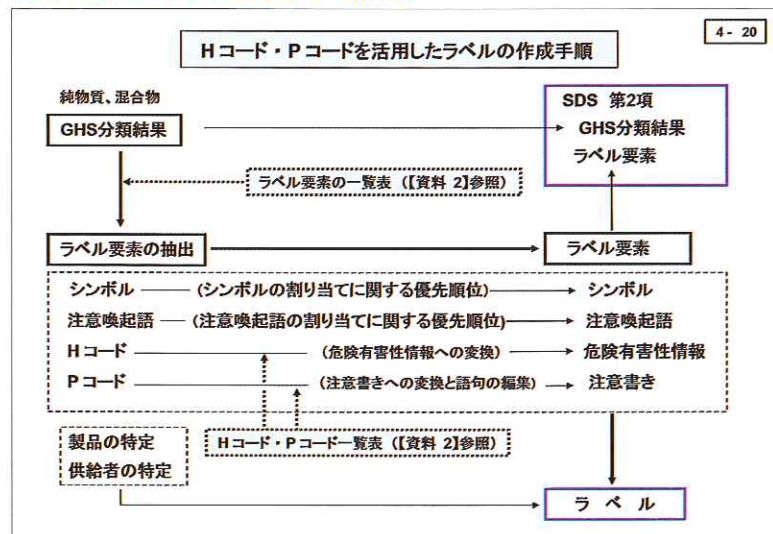 4- 20
Hコード・Pコードを活用したラベルの作成手順
純物質、混合物
GHS分類結果
SDS 第2項
GHS分類結果
ラベル要素
ラベル要素の一覧表(【資料 2】参照)
ラベル要素の抽出
ラベル要素
シンボル (シンボルの割り当てに関する優先順位) シンボル
注意喚起語 (注意喚起語の割り当てに関する優先順位) 注意喚起語
Hコード (危険有害性情報への変換) 危険有害性情報
Pコード (注意書きへの変換と語句の編集) 注意書き
製品の特定
供給者の特定
Hコード・Pコード一覧表(【資料 2】参照)
ラ ベ ル